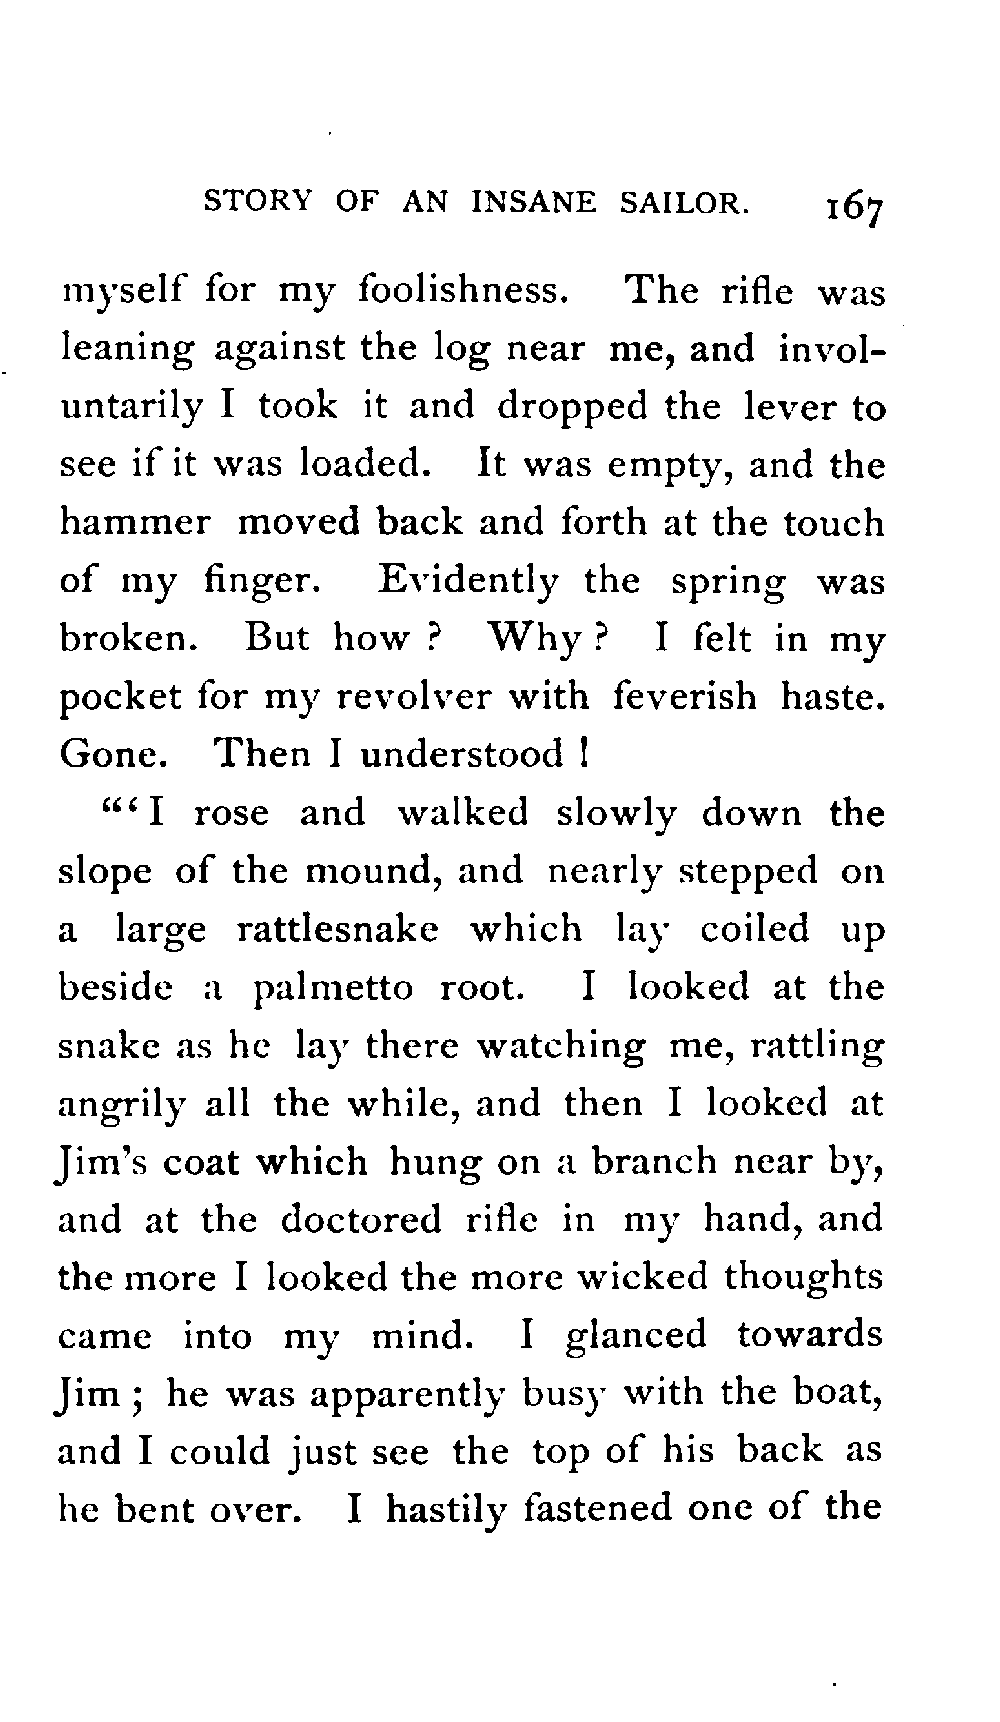 STORY OF AN INSANE SAILOR. 167
myself for my foolishness. The rifle was
leaning against the log near me, and invol-
untarily I took it and dropped the lever to
see if it was loaded. It was empty, and the
hammer moved back and forth at the touch
of my finger. Evidently the spring was
broken. But how ? Why ? I felt in my
pocket for my revolver with feverish haste.
Gone. Then I understood !
“‘ I rose and walked slowly down the
slope of the mound, and nearly stepped on
a large rattlesnake which lay coiled up
beside a palmetto root. I looked at the
snake as he lay there watching me, rattling
angrily all the while, and then I looked at
Jim’s coat which hung on a branch near by,
and at the doctored rifle in my hand, and
the more I looked the more wicked thoughts
came into my mind. I glanced towards
Jim ; he was apparently busy with the boat,
and I could just see the top of his back as
he bent over. I hastily fastened one of the